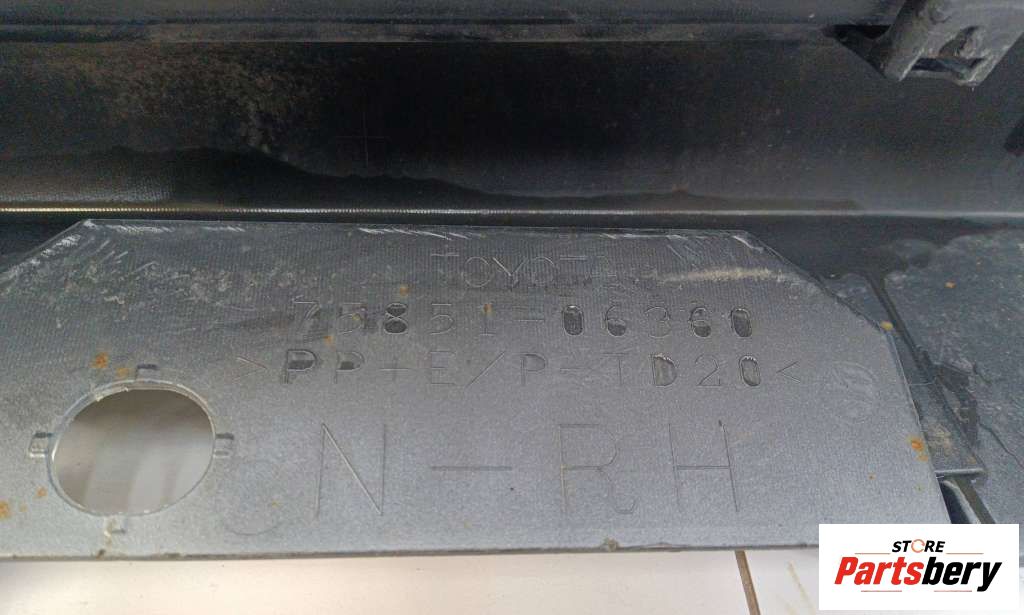 TOYOTA
75851-06360
>PP+E/P-TD20<
N-RH
STORE
Partsbery